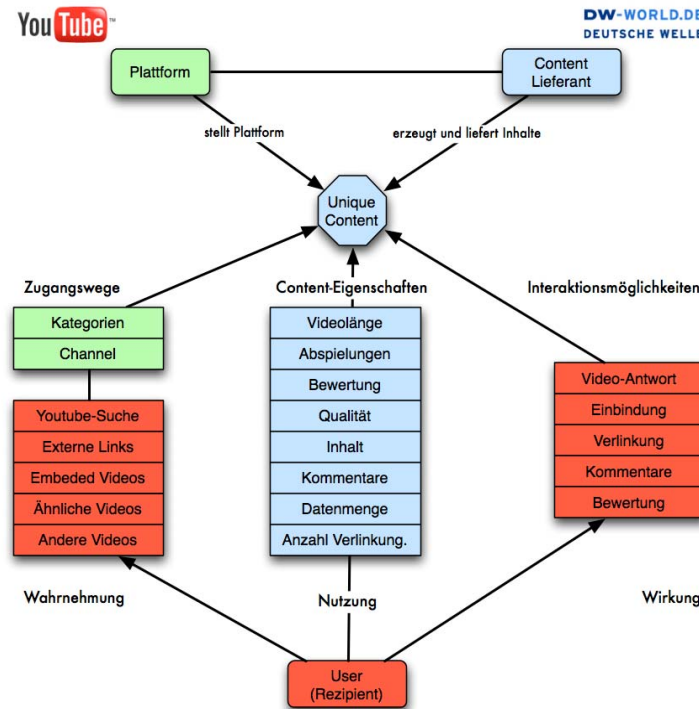 You Tube™
DW-WORLD.DE
DEUTSCHE WELLE
Plattform
Content
Lieferant
stellt Plattform
erzeugt und liefert Inhalte
Unique
Content
Zugangswege
Content-Eigenschaften
Interaktionsmöglichkeiten
Kategorien
Channel
Youtube-Suche
Externe Links
Embeded Videos
Ähnliche Videos
Andere Videos
Videolänge
Abspielungen
Bewertung
Qualität
Inhalt
Kommentare
Datenmenge
Anzahl Verlinkung.
Video-Antwort
Einbindung
Verlinkung
Kommentare
Bewertung
Wahrnehmung
Nutzung
Wirkung
User
(Rezipient)